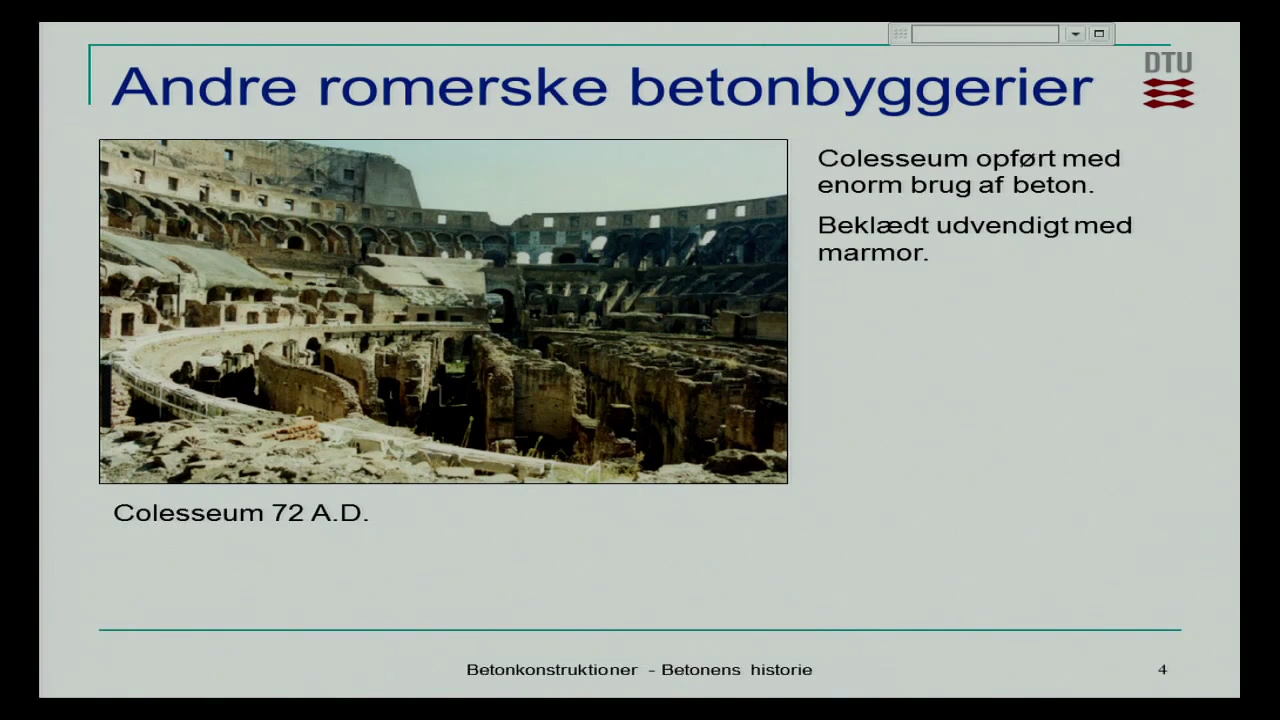 Andre romerske betonbyggerier
DTU
Colesseum opført med
enorm brug af beton.
Beklædt udvendigt med
marmor.
Colesseum 72 A.D.
Betonkonstruktioner - Betonens historie
4